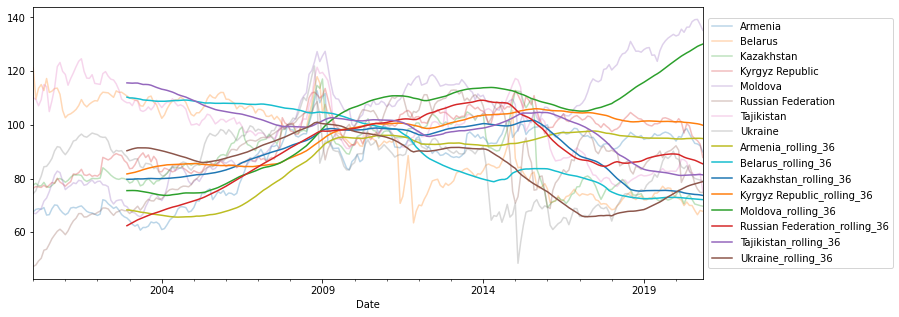 140
120
100
80
60
2004
2009
2014
2019
Date
Armenia
Belarus
Kazakhstan
Kyrgyz Republic
Moldova
Russian Federation
Tajikistan
Ukraine
Armenia_rolling_36
Belarus_rolling_36
Kazakhstan_rolling_36
Kyrgyz Republic_rolling_36
Moldova_rolling_36
Russian Federation_rolling_36
Tajikistan_rolling_36
Ukraine_rolling_36